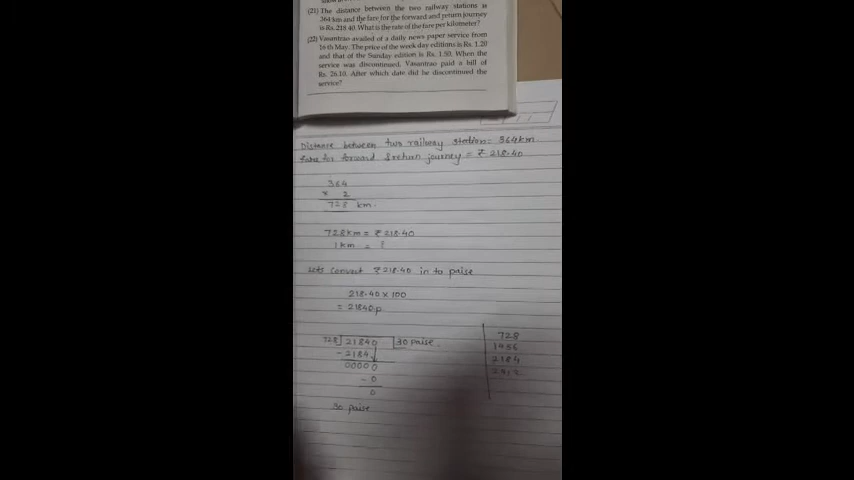 (21) The distance between the two railway stations is
364 km and the fare for the forward and return journey
is Rs. 218.40. What is the rate of the fare per kilometer?
(22) Vasantrao availed of a daily news paper service from
16 th May. The price of the week day editions is Rs. 1.20
and that of the Sunday edition is Rs. 1.50. When the
service was discontinued, Vasantrao paid a bill of
Rs. 26.10. After which date did be discontinued the
service?
Distance between two railway station = 364km.
fare for forward & return journey = ₹ 218.40
364
× 2
728 km.
728km = ₹ 218.40
1km = ?
Lets convert ₹ 218.40 in to paise
218.40 × 100
= 21840p
728 21840 30 paise.
- 2184
00000
- 0
0
30 paise
728
1456
2184
2912